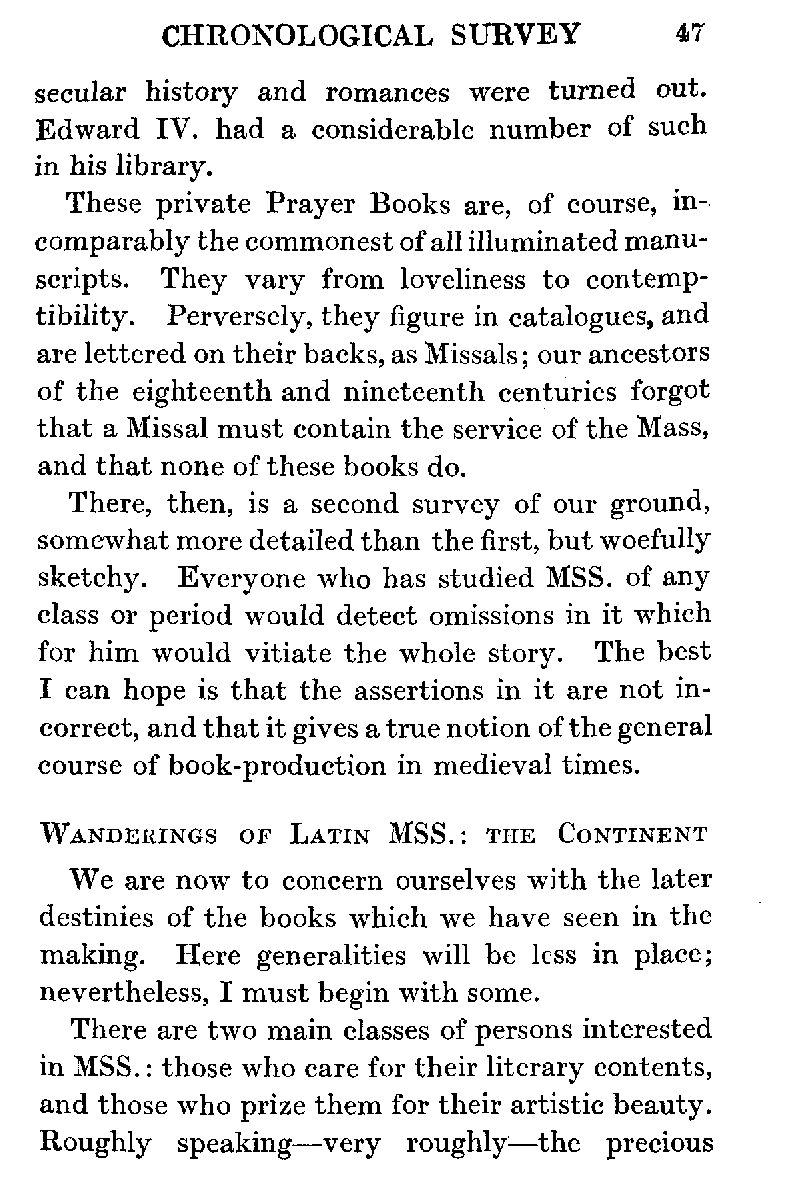 CHRONOLOGICAL SURVEY 47
secular history and romances were turned out.
Edward IV. had a considerable number of such
in his library.
These private Prayer Books are, of course, in-
comparably the commonest of all illuminated manu-
scripts. They vary from loveliness to contemp-
tibility. Perversely, they figure in catalogues, and
are lettered on their backs, as Missals; our ancestors
of the eighteenth and nineteenth centuries forgot
that a Missal must contain the service of the Mass,
and that none of these books do.
There, then, is a second survey of our ground,
somewhat more detailed than the first, but woefully
sketchy. Everyone who has studied MSS. of any
class or period would detect omissions in it which
for him would vitiate the whole story. The best
I can hope is that the assertions in it are not in-
correct, and that it gives a true notion of the general
course of book-production in medieval times.
WANDERINGS OF LATIN MSS.: THE CONTINENT
We are now to concern ourselves with the later
destinies of the books which we have seen in the
making. Here generalities will be less in place;
nevertheless, I must begin with some.
There are two main classes of persons interested
in MSS.: those who care for their literary contents,
and those who prize them for their artistic beauty.
Roughly speaking—very roughly—the precious